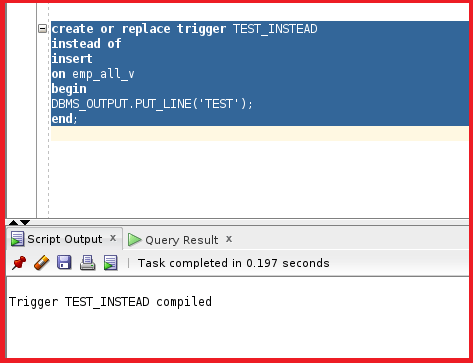 create or replace trigger TEST_INSTEAD
instead of
insert
on emp_all_v
begin
DBMS_OUTPUT.PUT_LINE('TEST');
end;
Script Output x Query Result x
Task completed in 0.197 seconds
Trigger TEST_INSTEAD compiled